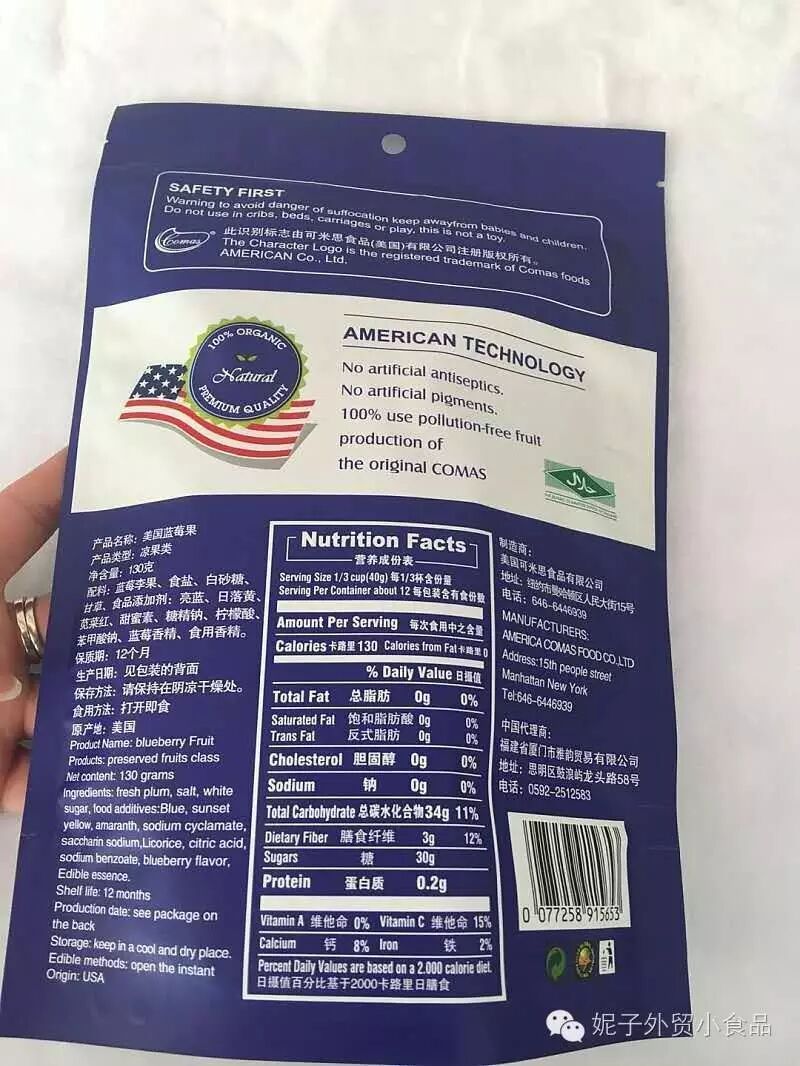 SAFETY FIRST
Warning to avoid danger of suffocation keep awayfrom babies and children.
Do not use in cribs, beds, carriages or play, this is not a toy.
Comas
此识别标志由可米思食品(美国)有限公司注册版权所有。
The Character Logo is the registered trademark of Comas foods
AMERICAN Co., Ltd.
100% ORGANIC
Natural
PREMIUM QUALITY
AMERICAN TECHNOLOGY
No artificial antiseptics.
No artificial pigments.
100% use pollution-free fruit
production of
the original COMAS
حلال
产品名称: 美国蓝莓果
产品类型: 凉果类
净含量: 130克
配料: 蓝莓李果、食盐、白砂糖、
甘草、食品添加剂: 亮蓝、日落黄、
苋菜红、甜蜜素、糖精钠、柠檬酸、
苯甲酸钠、蓝莓香精、食用香精。
保质期: 12个月
生产日期: 见包装的背面
保存方法: 请保持在阴凉干燥处。
食用方法: 打开即食
原产地: 美国
Product Name: blueberry Fruit
Products: preserved fruits class
Net content: 130 grams
Ingredients: fresh plum, salt, white
sugar, food additives:Blue, sunset
yellow, amaranth, sodium cyclamate,
saccharin sodium,Licorice, citric acid,
sodium benzoate, blueberry flavor,
Edible essence.
Shelf life: 12 months
Production date: see package on
the back
Storage: keep in a cool and dry place.
Edible methods: open the instant
Origin: USA
Nutrition Facts
营养成份表
Serving Size 1/3 cup(40g) 每1/3杯含份量
Serving Per Container about 12 每包装含有食份数
Amount Per Serving 每次食用中之含量
Calories 卡路里 130 Calories from Fat 卡路里 0
% Daily Value 日摄值
Total Fat 总脂肪 0g 0%
Saturated Fat 饱和脂肪酸 0g 0%
Trans Fat 反式脂肪 0g 0%
Cholesterol 胆固醇 0g 0%
Sodium 钠 0g 0%
Total Carbohydrate 总碳水化合物 34g 11%
Dietary Fiber 膳食纤维 3g 12%
Sugars 糖 30g
Protein 蛋白质 0.2g
Vitamin A 维他命 0% Vitamin C 维他命 15%
Calcium 钙 8% Iron 铁 2%
Percent Daily Values are based on a 2.000 calorie diet.
日摄值百分比基于2000卡路里日膳食
制造商:
美国可米思食品有限公司
地址: 纽约市曼哈顿区人民大街15号
电话: 646-6446939
MANUFACTURERS:
AMERICA COMAS FOOD CO.,LTD
Address:15th people street
Manhattan New York
Tel:646-6446939
中国代理商:
福建省厦门市雅韵贸易有限公司
地址: 思明区鼓浪屿龙头路58号
电话: 0592-2512583
0 077258 915653
妮子外贸小食品